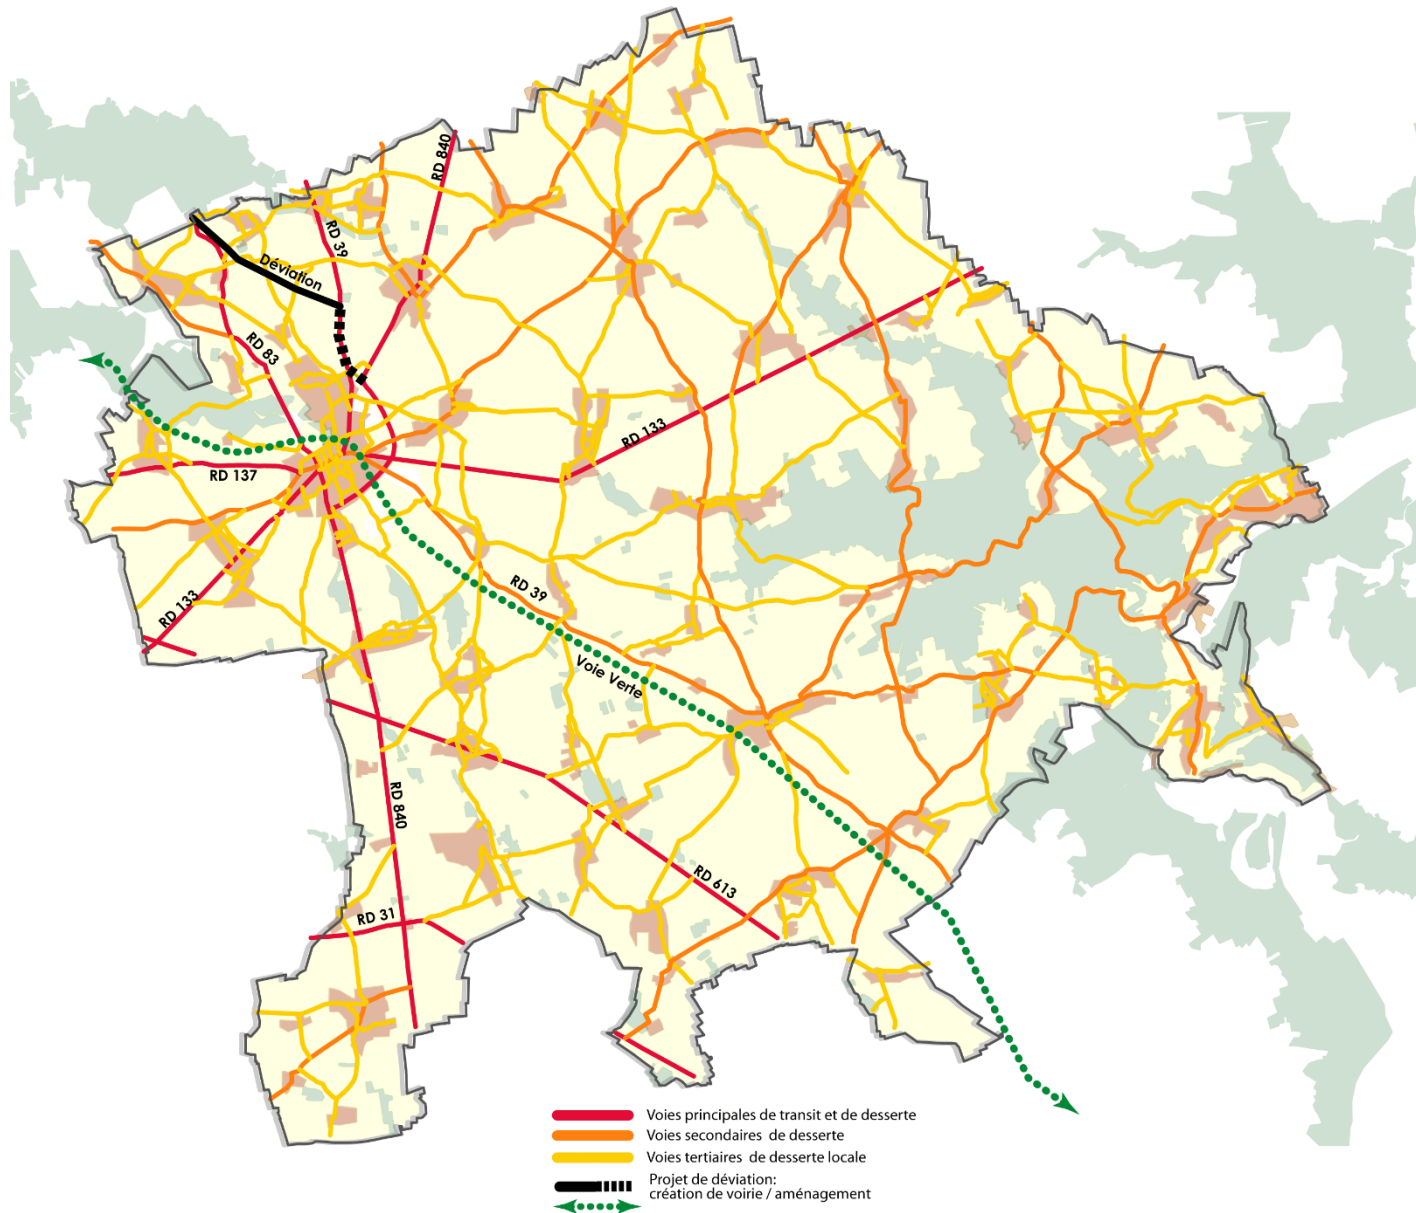 RD 840
RD 39
Déviation
RD 83
RD 133
RD 137
RD 39
RD 133
Voie Verte
RD 840
RD 613
RD 31
Voies principales de transit et de desserte
Voies secondaires de desserte
Voies tertiaires de desserte locale
Projet de déviation:
création de voirie / aménagement